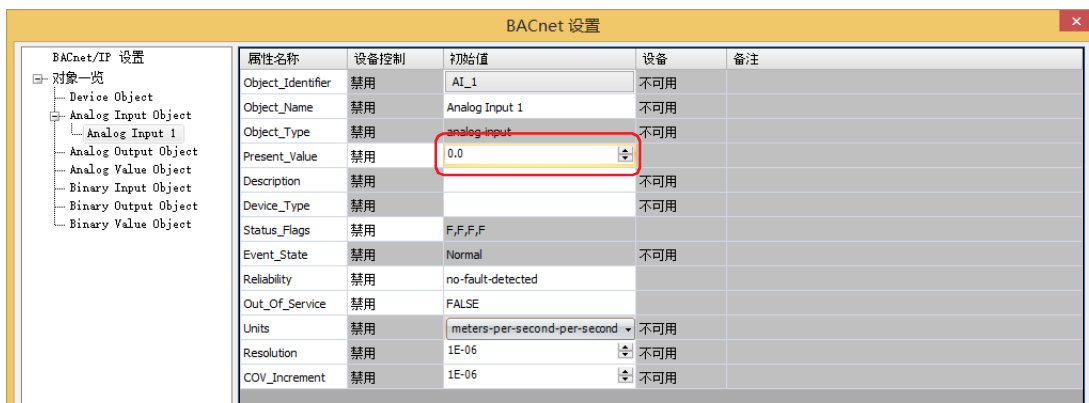 BACnet 设置
BACnet/IP 设置
对象一览
Device Object
Analog Input Object
Analog Input 1
Analog Output Object
Analog Value Object
Binary Input Object
Binary Output Object
Binary Value Object
属性名称 设备控制 初始值 设备 备注
Object_Identifier 禁用 AI_1 不可用
Object_Name 禁用 Analog Input 1 不可用
Object_Type 禁用 analog-input 不可用
Present_Value 禁用 0.0
Description 禁用 不可用
Device_Type 禁用 不可用
Status_Flags 禁用 F,F,F,F
Event_State 禁用 Normal 不可用
Reliability 禁用 no-fault-detected
Out_Of_Service 禁用 FALSE
Units 禁用 meters-per-second-per-second 不可用
Resolution 禁用 1E-06 不可用
COV_Increment 禁用 1E-06 不可用